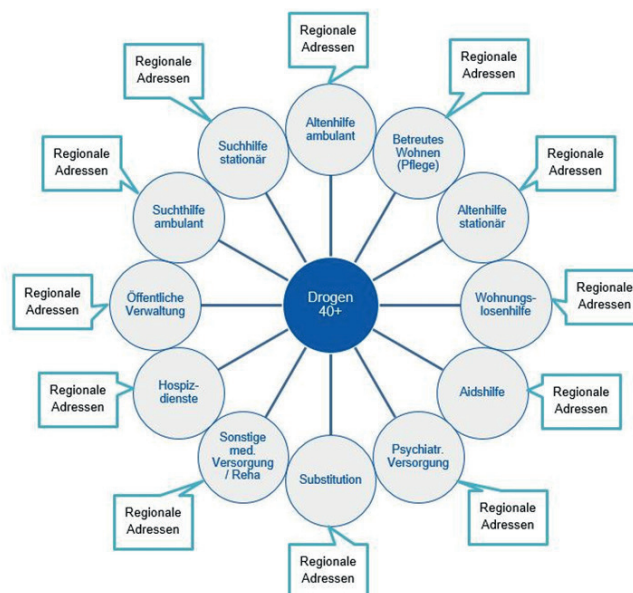 Regionale
Adressen
Altenhilfe
ambulant
Regionale
Adressen
Betreutes
Wohnen
(Pflege)
Regionale
Adressen
Altenhilfe
stationär
Regionale
Adressen
Wohnungs-
losenhilfe
Regionale
Adressen
Aidshilfe
Regionale
Adressen
Psychiatr.
Versorgung
Regionale
Adressen
Substitution
Regionale
Adressen
Sonstige
med.
Versorgung
/ Reha
Regionale
Adressen
Hospiz-
dienste
Regionale
Adressen
Öffentliche
Verwaltung
Regionale
Adressen
Suchthilfe
ambulant
Regionale
Adressen
Suchhilfe
stationär
Regionale
Adressen
Drogen
40+